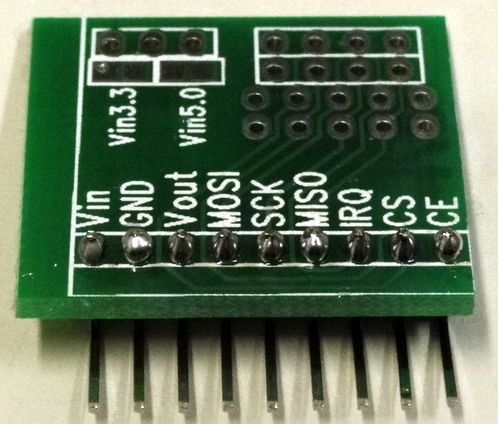 Vin3.3
Vin5.0
Vin
GND
Vout
MOSI
SCK
MISO
IRQ
CS
CE